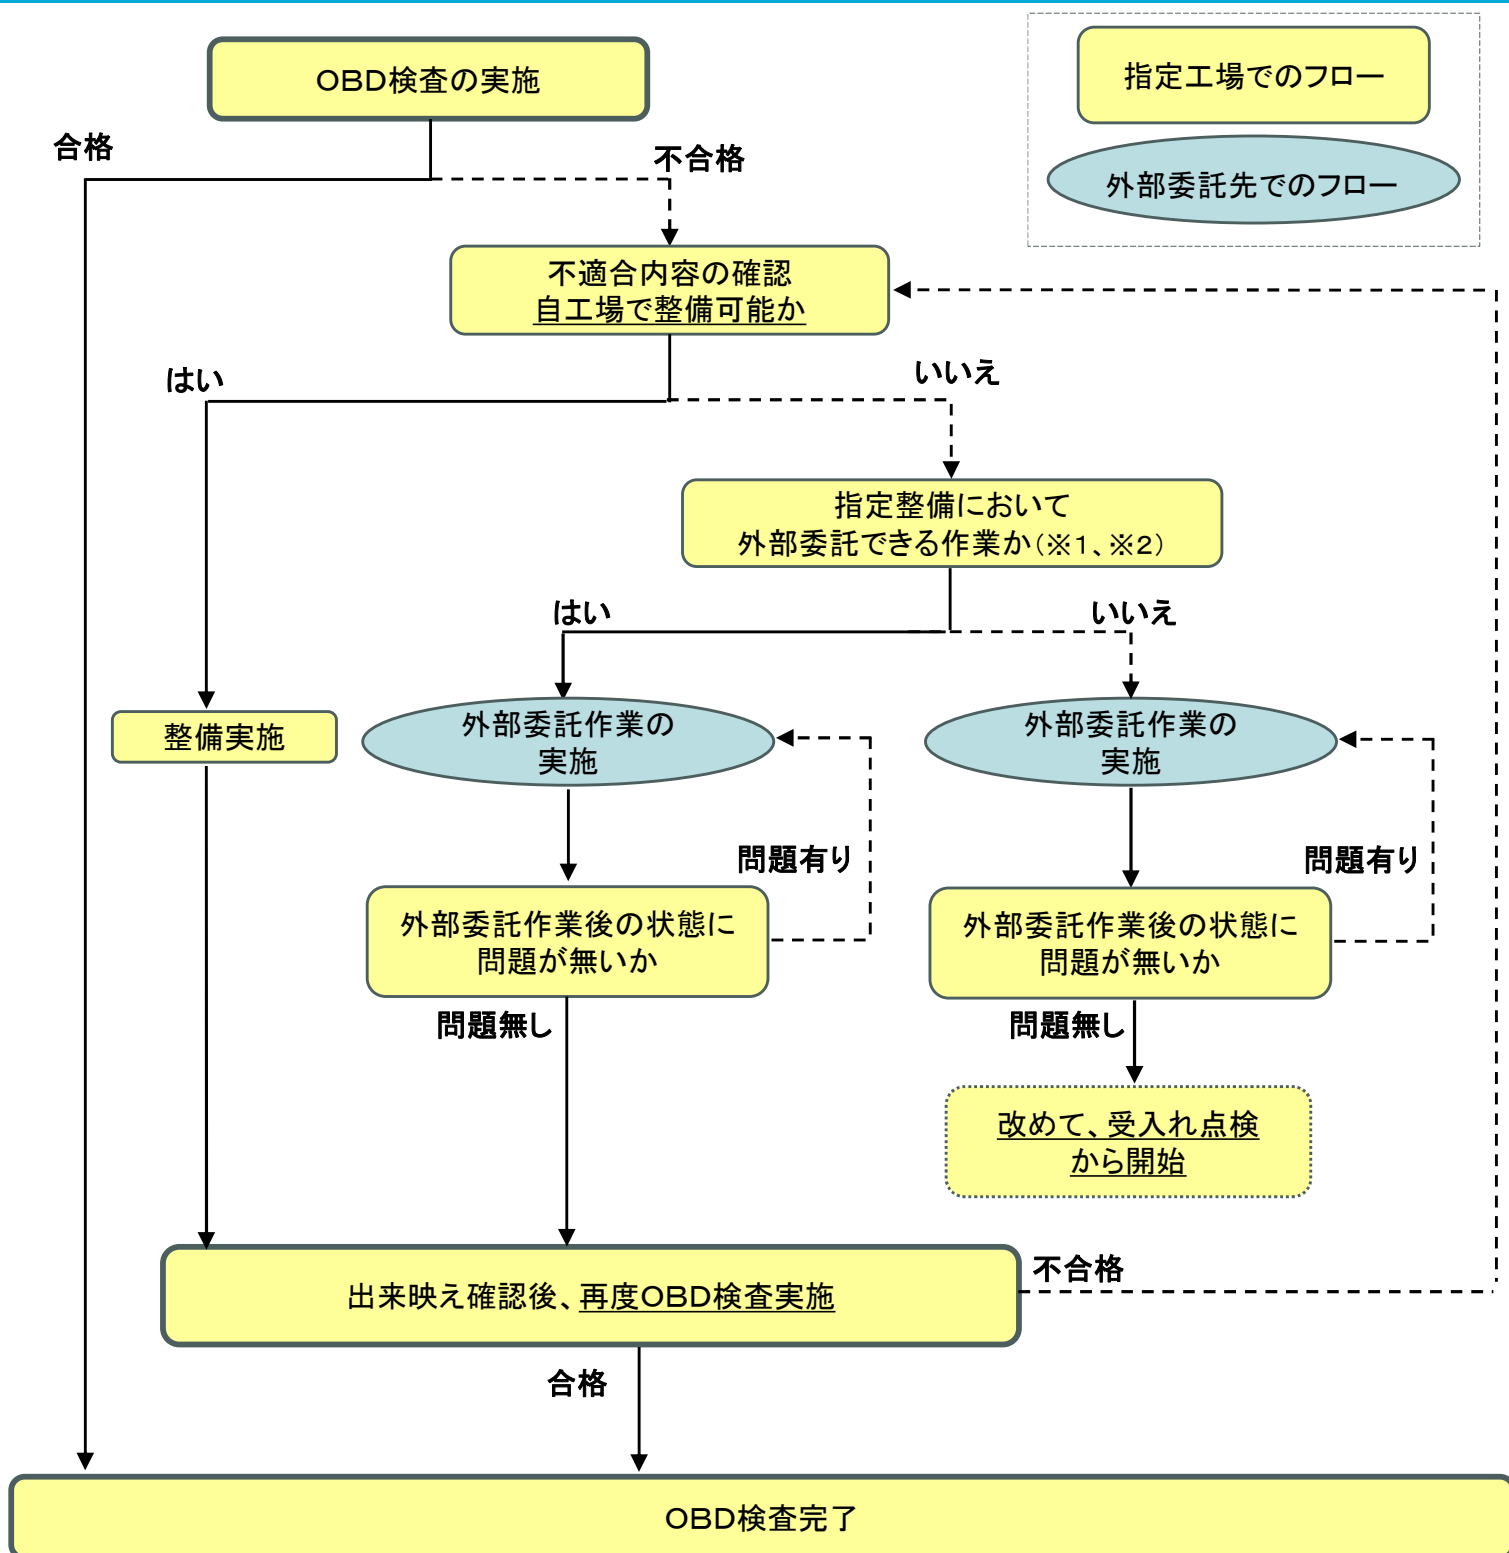 OBD検査の実施
指定工場でのフロー
外部委託先でのフロー
合格
不合格
不適合内容の確認
自工場で整備可能か
はい
いいえ
指定整備において
外部委託できる作業か(※1、※2)
はい
いいえ
整備実施
外部委託作業の
実施
外部委託作業の
実施
問題有り
問題有り
外部委託作業後の状態に
問題が無いか
外部委託作業後の状態に
問題が無いか
問題無し
問題無し
改めて、受入れ点検
から開始
出来映え確認後、再度OBD検査実施
不合格
合格
OBD検査完了